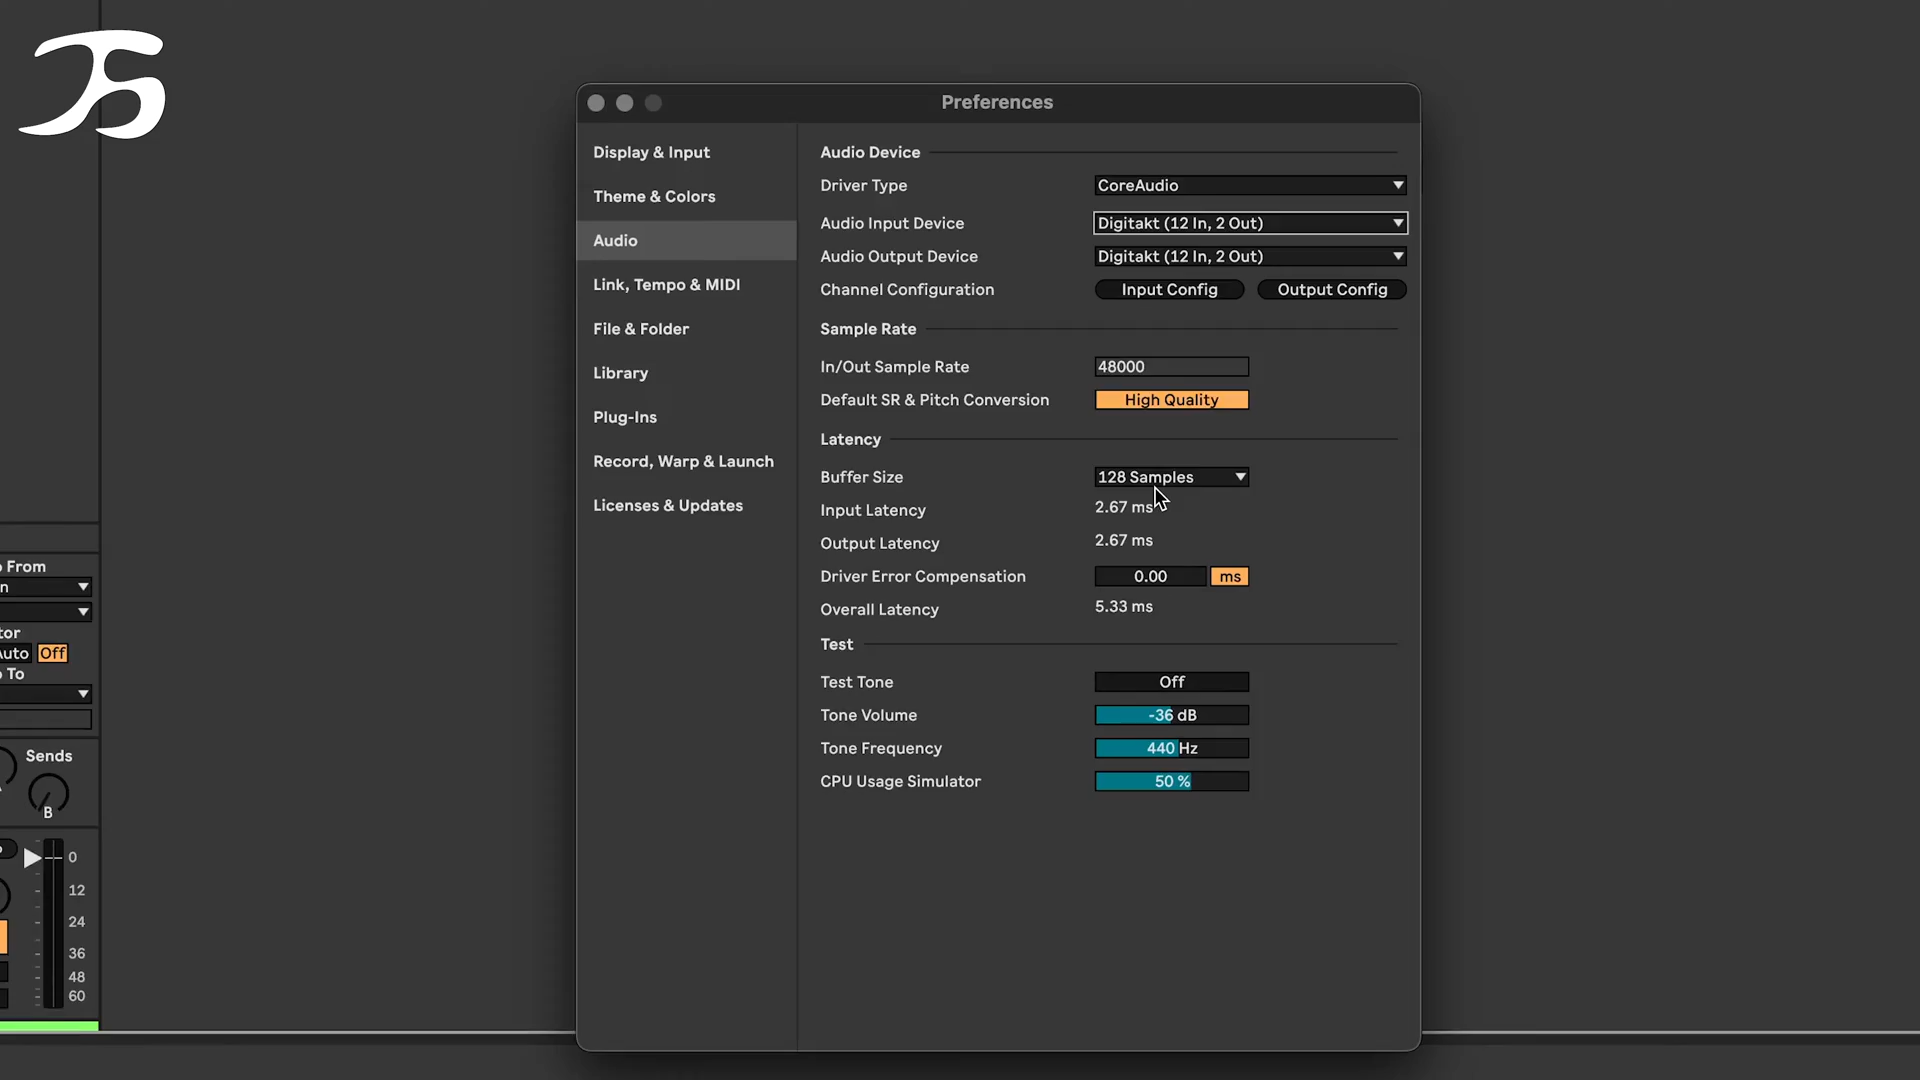 JS
Preferences
Display & Input
Theme & Colors
Audio
Link, Tempo & MIDI
File & Folder
Library
Plug-Ins
Record, Warp & Launch
Licenses & Updates
Audio Device
Driver Type CoreAudio
Audio Input Device Digitakt (12 In, 2 Out)
Audio Output Device Digitakt (12 In, 2 Out)
Channel Configuration Input Config Output Config
Sample Rate
In/Out Sample Rate 48000
Default SR & Pitch Conversion High Quality
Latency
Buffer Size 128 Samples
Input Latency 2.67 ms
Output Latency 2.67 ms
Driver Error Compensation 0.00 ms
Overall Latency 5.33 ms
Test
Test Tone Off
Tone Volume -36 dB
Tone Frequency 440 Hz
CPU Usage Simulator 50 %
From
n
tor
Auto Off
To
Sends
B
0
12
24
36
48
60